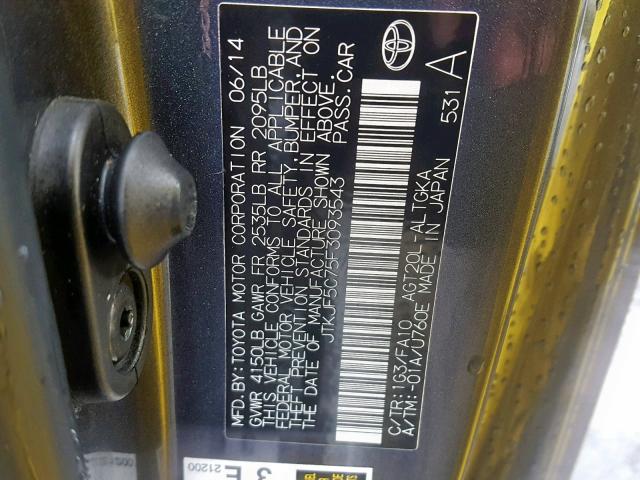 MFD.BY:TOYOTA MOTOR CORPORATION 06/14
GVWR 4150LB GAWR FR 2535LB RR 2095LB
THIS VEHICLE CONFORMS TO ALL APPLICABLE
FEDERAL MOTOR VEHICLE SAFETY,BUMPER,AND
THEFT PREVENTION STANDARDS IN EFFECT ON
THE DATE OF MANUFACTURE SHOWN ABOVE.
JTKJF5C75F3093543 PASS.CAR
C/TR:1G3/FA10 AGT20L-ALTGKA
A/TM:-01A/U760E MADE IN JAPAN 531 A
3 E
21200